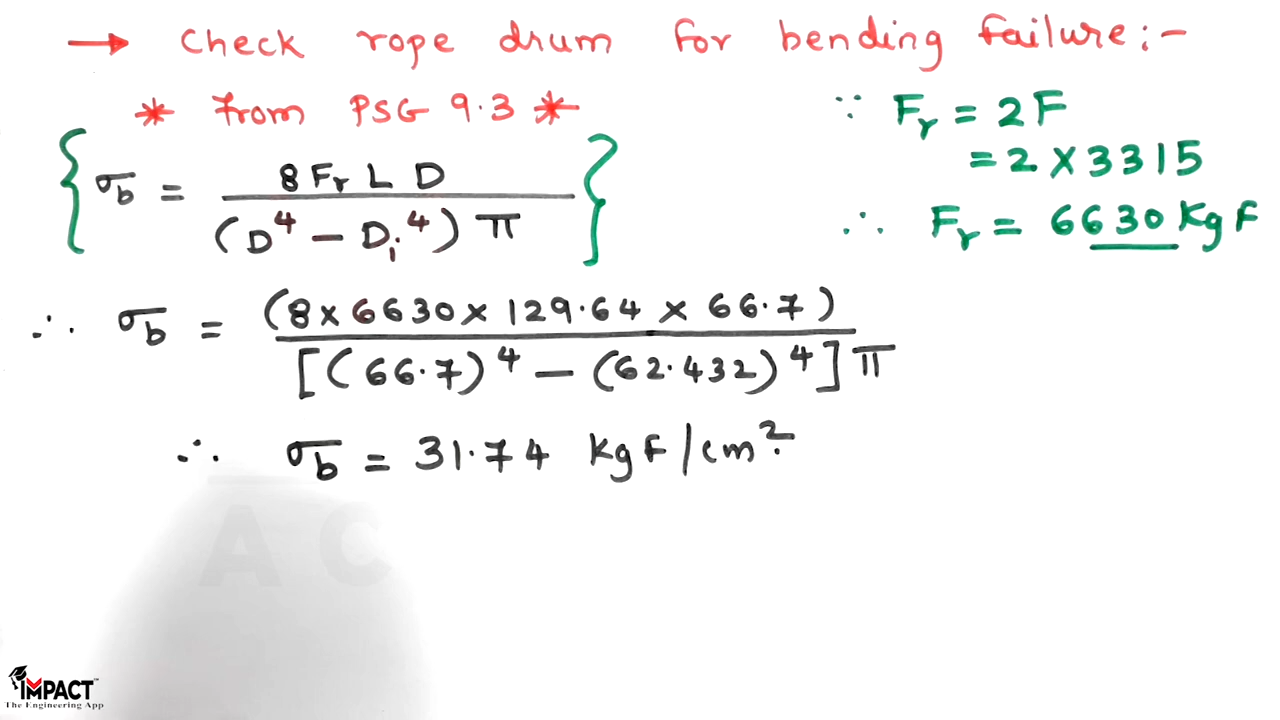 → Check rope drum for bending failure:-
* from PSG 9.3 *
σb = 8 Fr L D / (D⁴ - Di⁴) π
∵ Fr = 2F
= 2 X 3315
∴ Fr = 6630 KgF
∴ σb = (8x 6630x 129.64 x 66.7) / [(66.7)⁴ - (62.432)⁴] π
∴ σb = 31.74 KgF/cm².
A C
IMPACT
The Engineering App